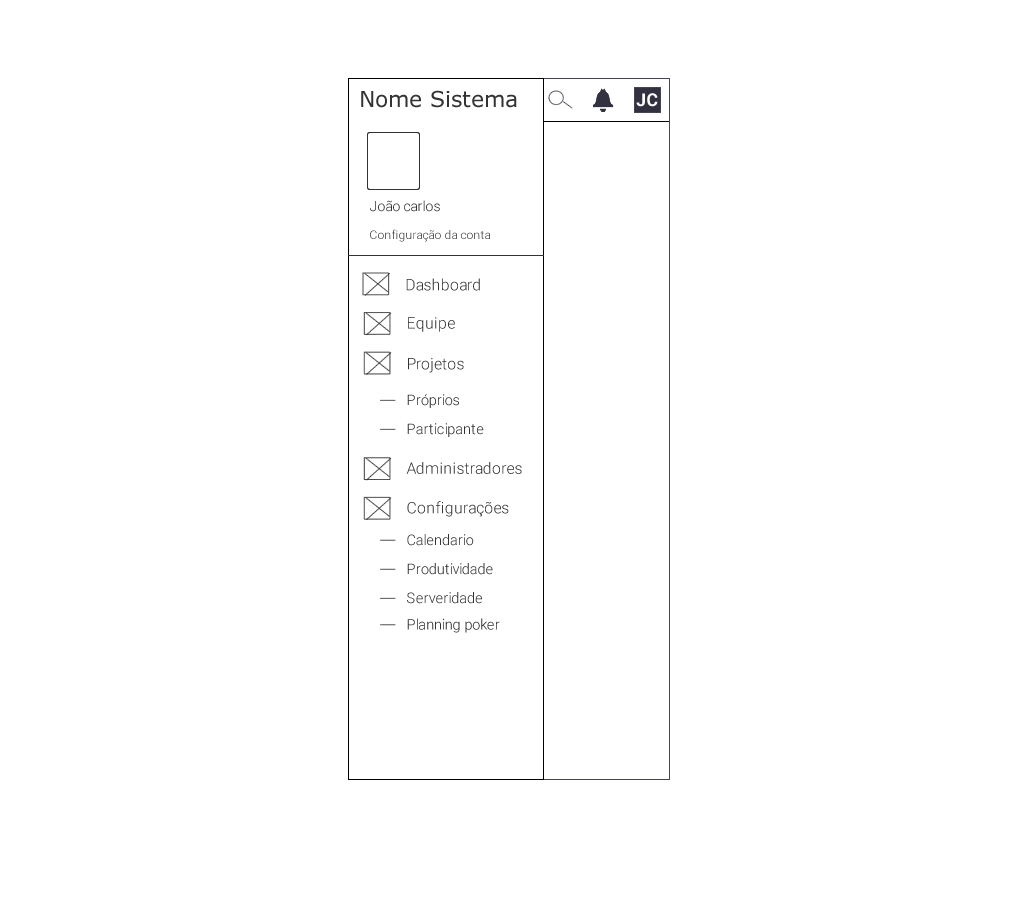 Nome Sistema
JC
João carlos
Configuração da conta
Dashboard
Equipe
Projetos
— Próprios
— Participante
Administradores
Configurações
— Calendario
— Produtividade
— Serveridade
— Planning poker